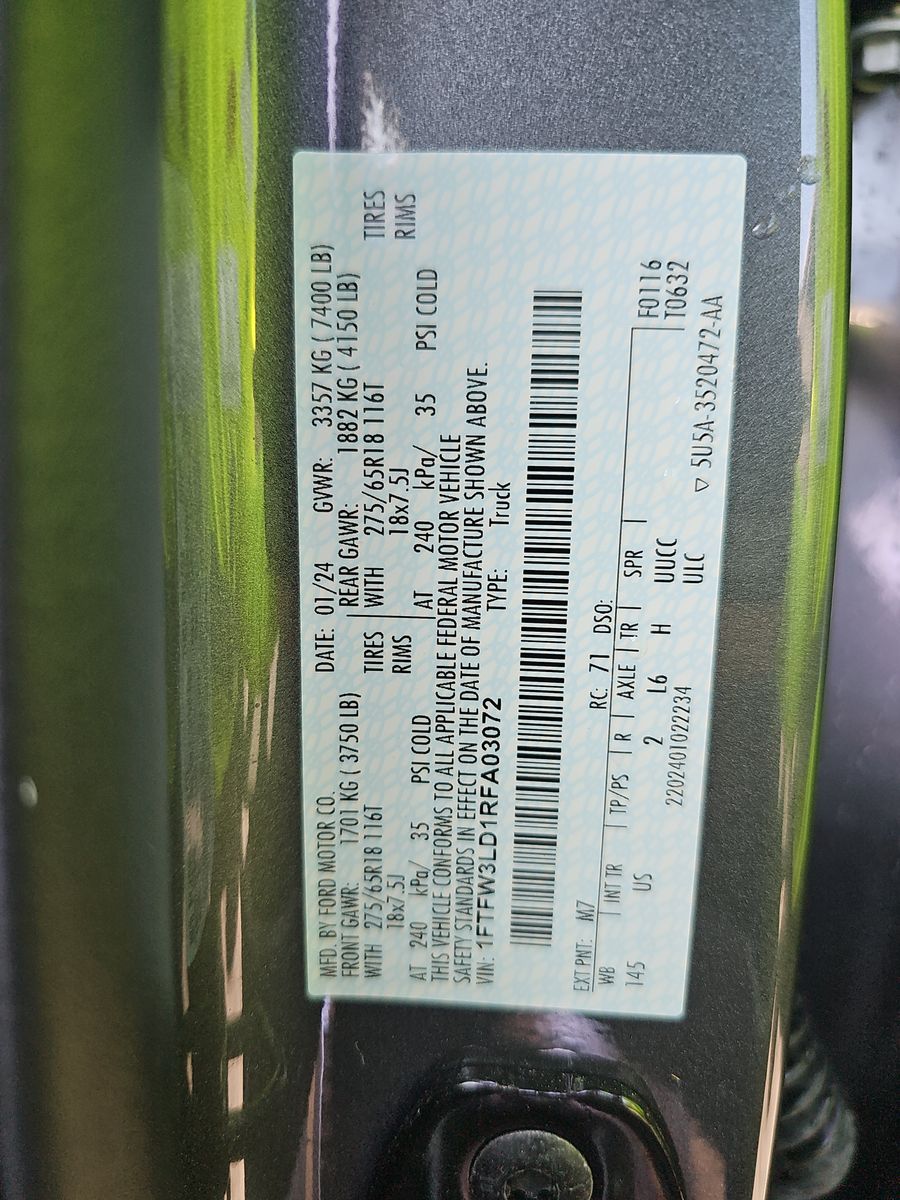 MFD. BY FORD MOTOR CO. DATE: 01/24 GVWR: 3357 KG ( 7400 LB)
FRONT GAWR: 1701 KG ( 3750 LB) REAR GAWR: 1882 KG ( 4150 LB)
WITH 275/65R18 116T TIRES WITH 275/65R18 116T TIRES
18x7.5J RIMS 18x7.5J RIMS
AT 240 kPa/ 35 PSI COLD AT 240 kPa/ 35 PSI COLD
THIS VEHICLE CONFORMS TO ALL APPLICABLE FEDERAL MOTOR VEHICLE
SAFETY STANDARDS IN EFFECT ON THE DATE OF MANUFACTURE SHOWN ABOVE.
VIN: 1FTFW3LD1RFA03072 TYPE: Truck
EXT PNT: M7 RC: 71 DSO:
WB INT TR TP/PS R AXLE TR SPR F0116
145 US 2 L6 H UUCC T0632
2202401022234 ULC
▽ 5U5A-3520472-AA